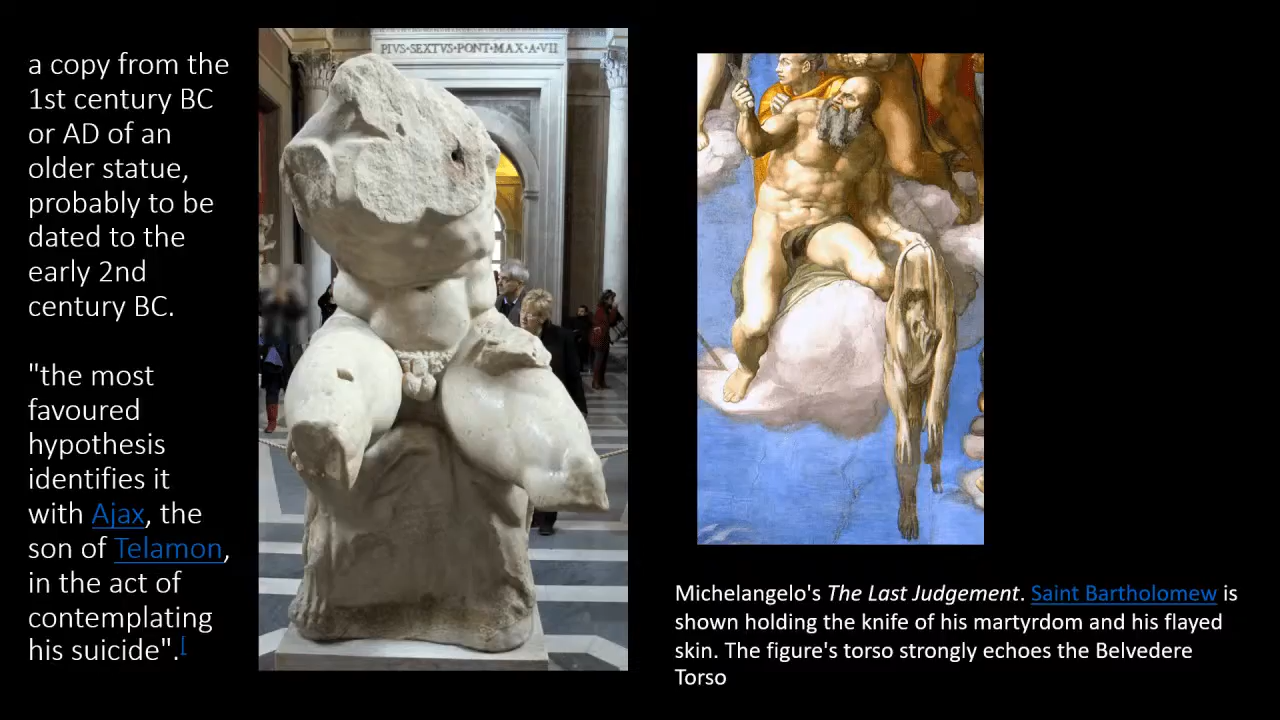 a copy from the
1st century BC
or AD of an
older statue,
probably to be
dated to the
early 2nd
century BC.
"the most
favoured
hypothesis
identifies it
with Ajax, the
son of Telamon,
in the act of
contemplating
his suicide".[
PIVS·SEXTVS·PONT·MAX·A·VII
Michelangelo's The Last Judgement. Saint Bartholomew is
shown holding the knife of his martyrdom and his flayed
skin. The figure's torso strongly echoes the Belvedere
Torso